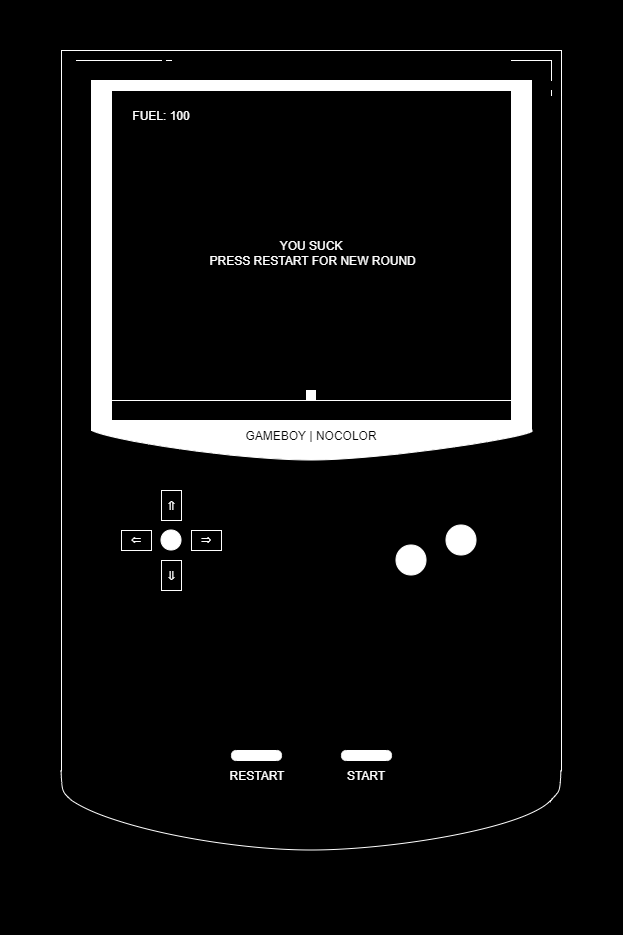 FUEL: 100
YOU SUCK
PRESS RESTART FOR NEW ROUND
GAMEBOY | NOCOLOR
⇑
⇐ ⇒
⇓
RESTART START